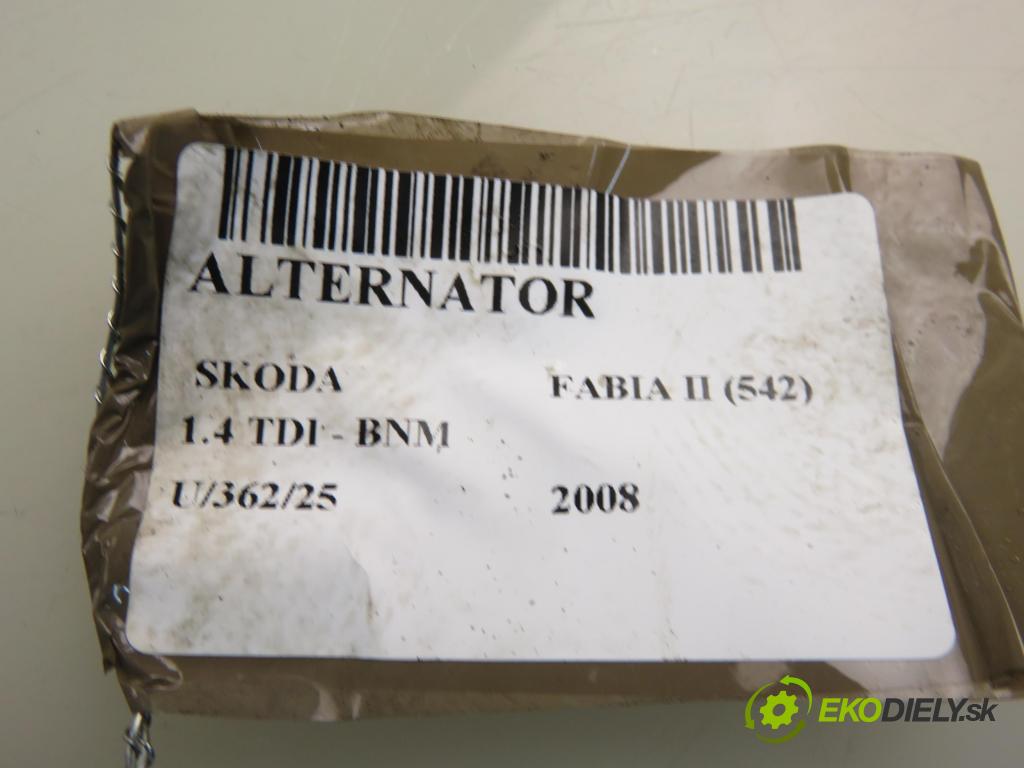 ALTERNATOR
SKODA FABIA II (542)
1.4 TDI - BNM
U/362/25 2008
EKODIELY.sk